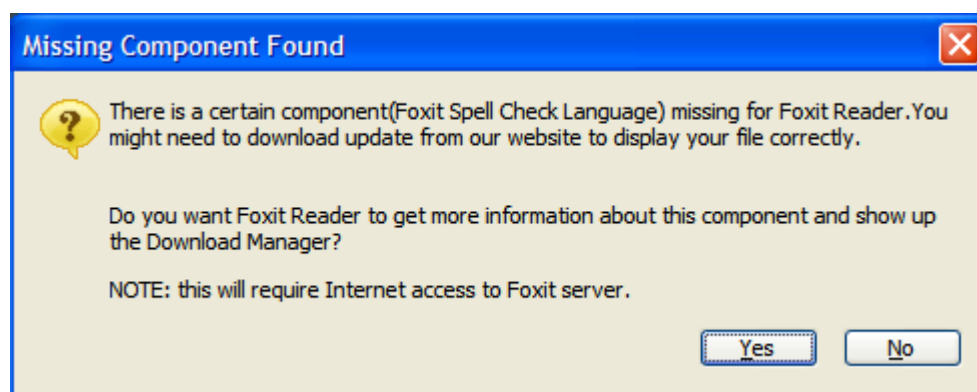 Missing Component Found
There is a certain component(Foxit Spell Check Language) missing for Foxit Reader.You
might need to download update from our website to display your file correctly.
Do you want Foxit Reader to get more information about this component and show up
the Download Manager?
NOTE: this will require Internet access to Foxit server.
Yes No